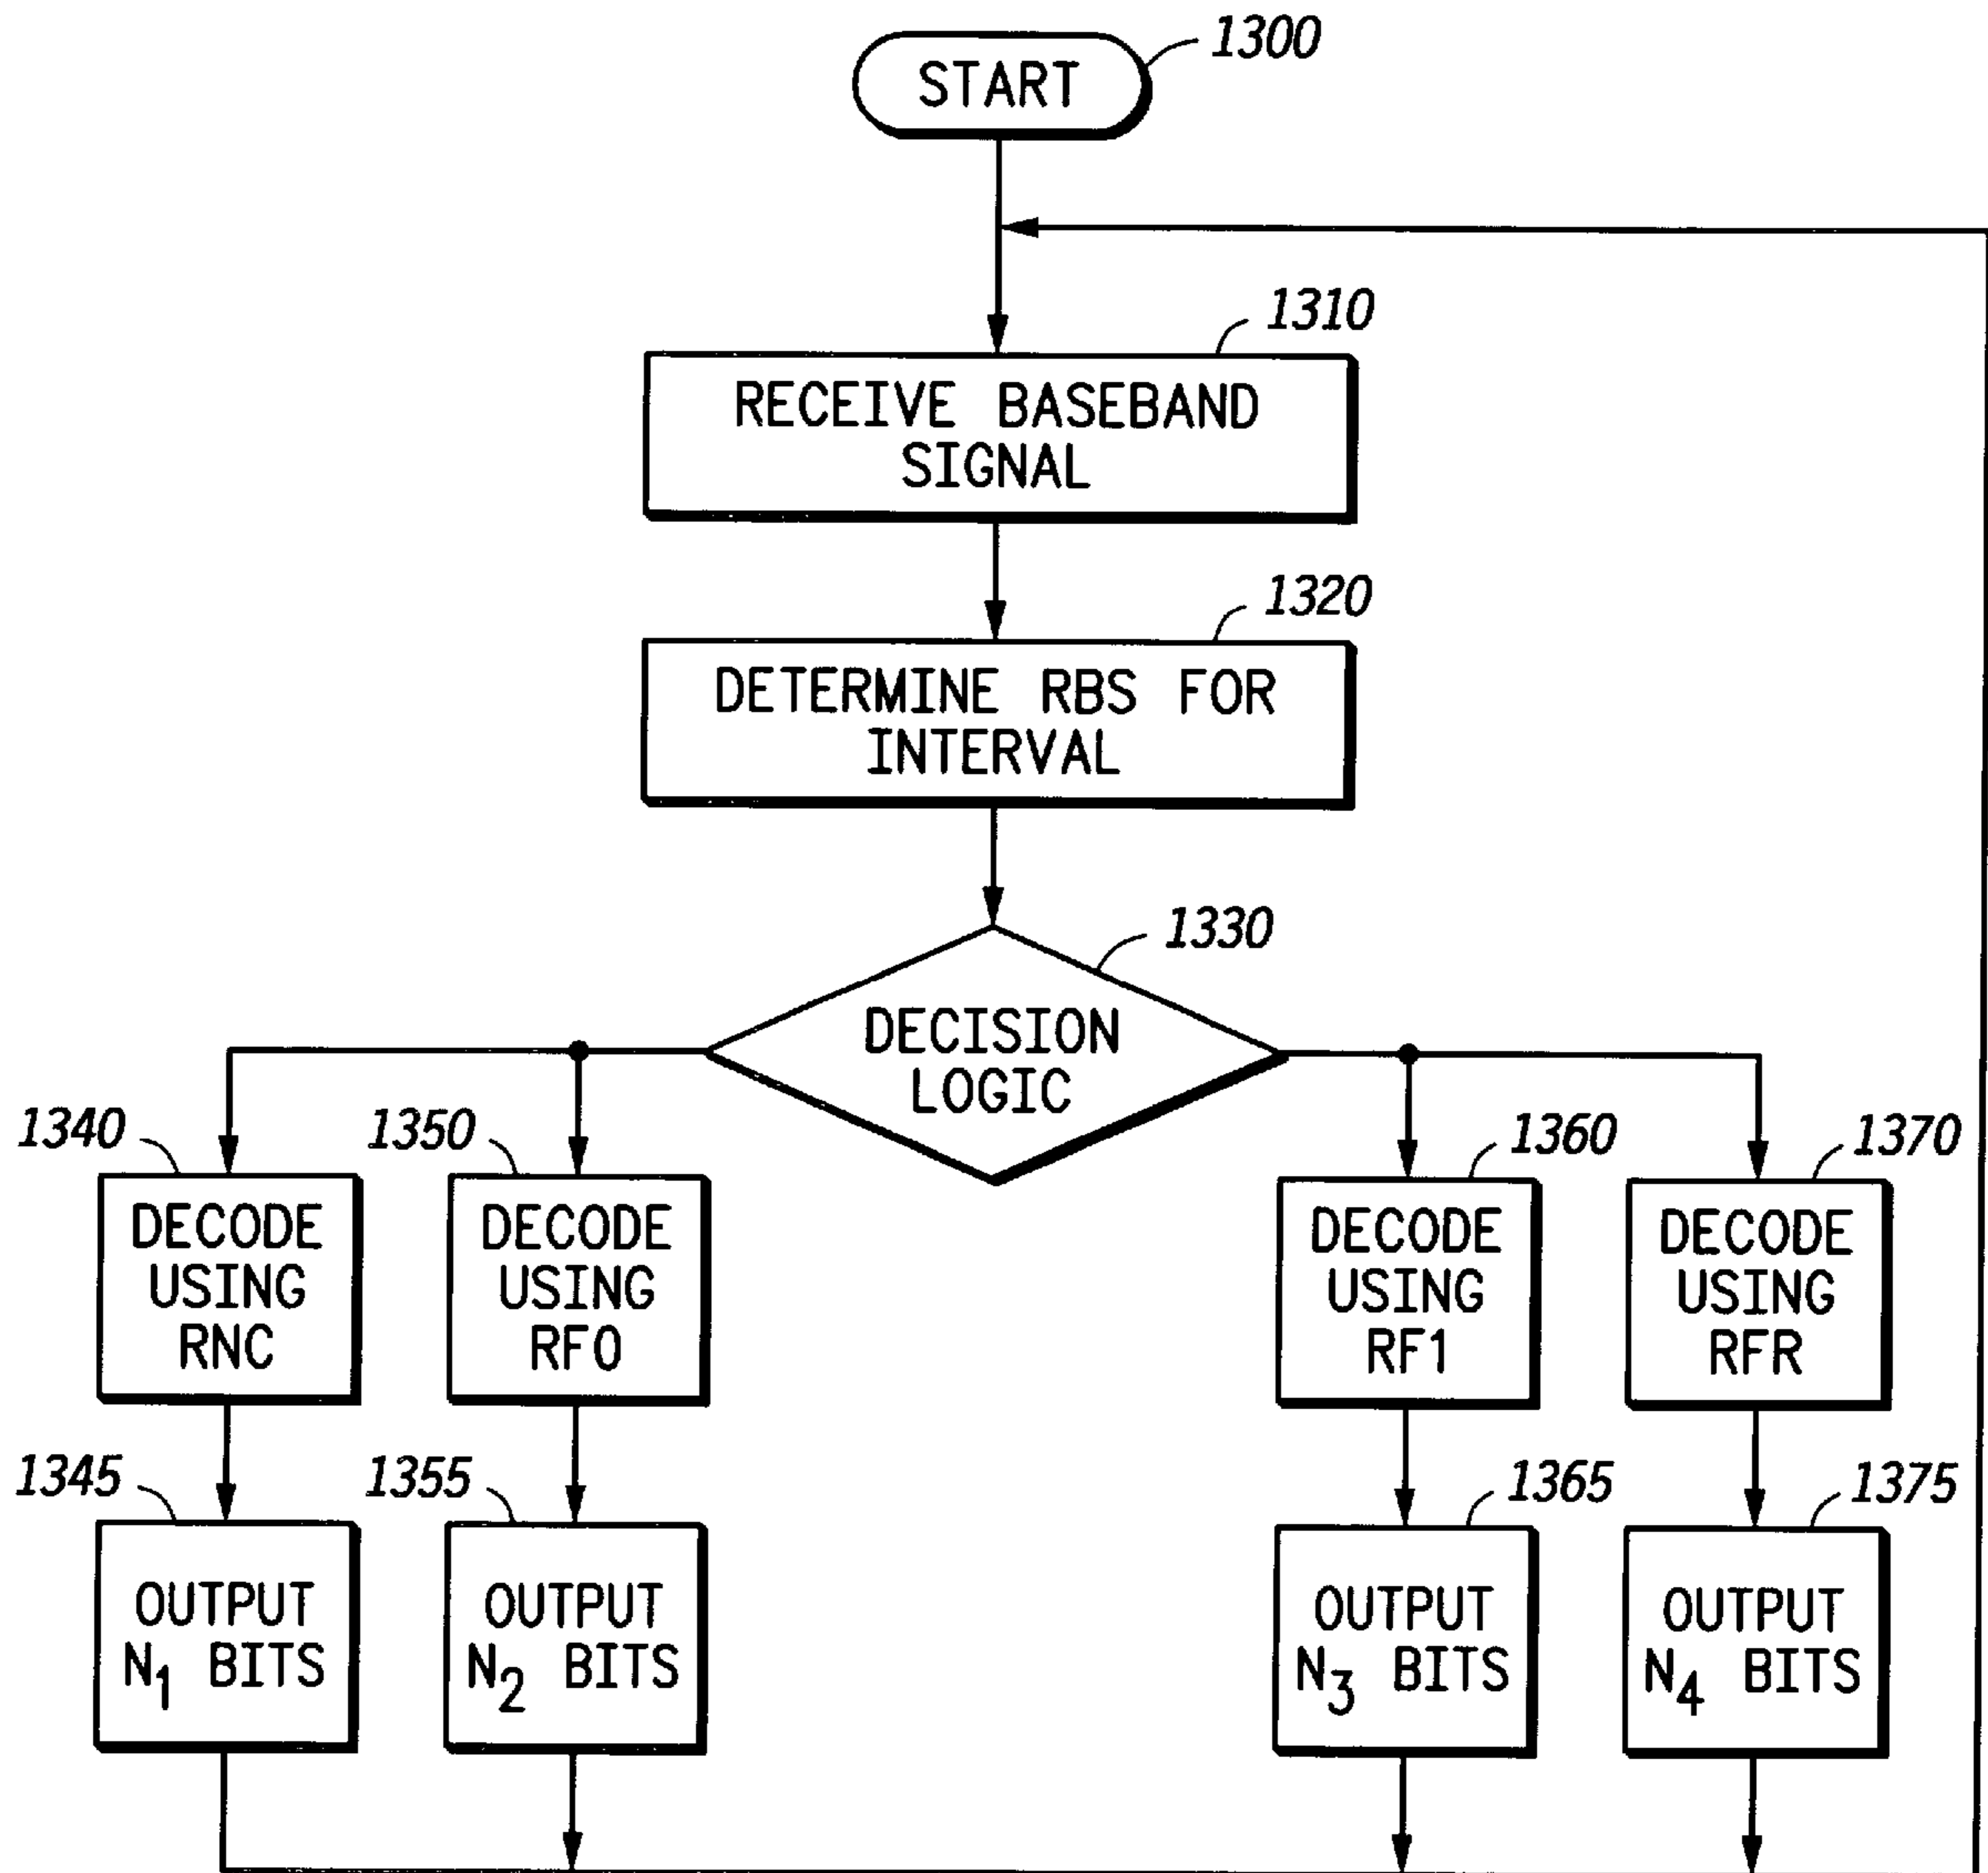 1300
START
1310
RECEIVE BASEBAND
SIGNAL
1320
DETERMINE RBS FOR
INTERVAL
1330
DECISION
LOGIC
1340
DECODE
USING
RNC
1350
DECODE
USING
RF0
1360
DECODE
USING
RF1
1370
DECODE
USING
RFR
1345
OUTPUT
N1 BITS
1355
OUTPUT
N2 BITS
1365
OUTPUT
N3 BITS
1375
OUTPUT
N4 BITS